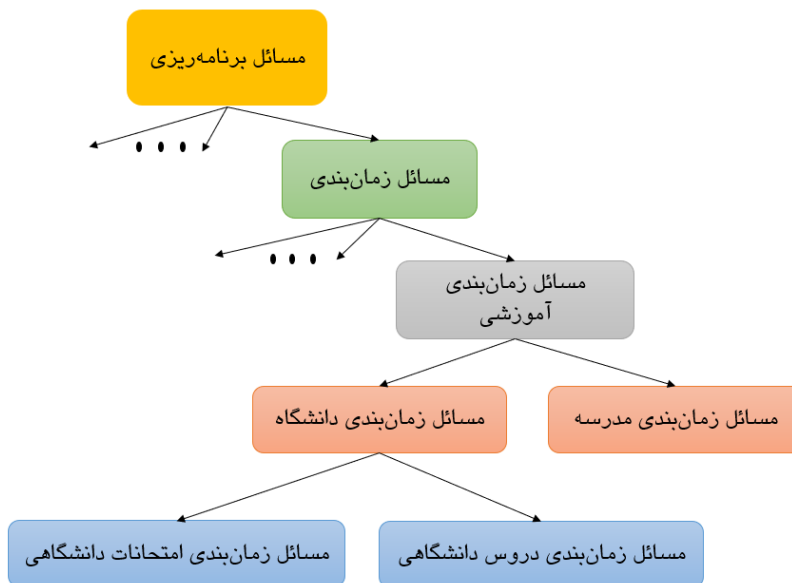 مسائل برنامه‌ریزی
مسائل زمان‌بندی
مسائل زمان‌بندی
آموزشی
مسائل زمان‌بندی مدرسه
مسائل زمان‌بندی دانشگاه
مسائل زمان‌بندی دروس دانشگاهی
مسائل زمان‌بندی امتحانات دانشگاهی